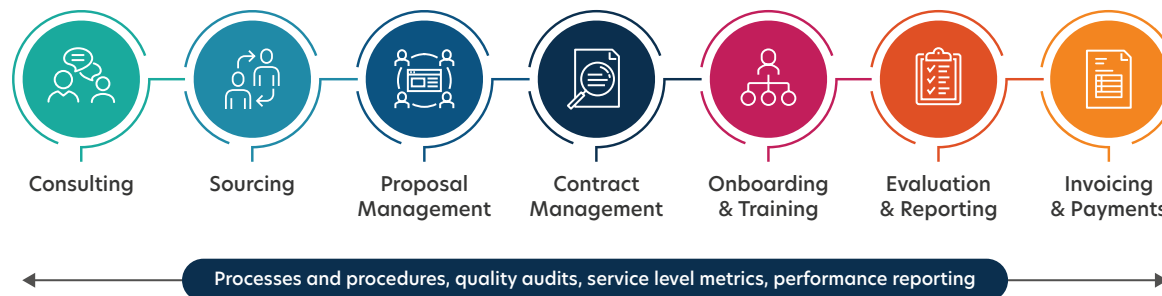 Consulting
Sourcing
Proposal
Management
Contract
Management
Onboarding
& Training
Evaluation
& Reporting
Invoicing
& Payments
Processes and procedures, quality audits, service level metrics, performance reporting